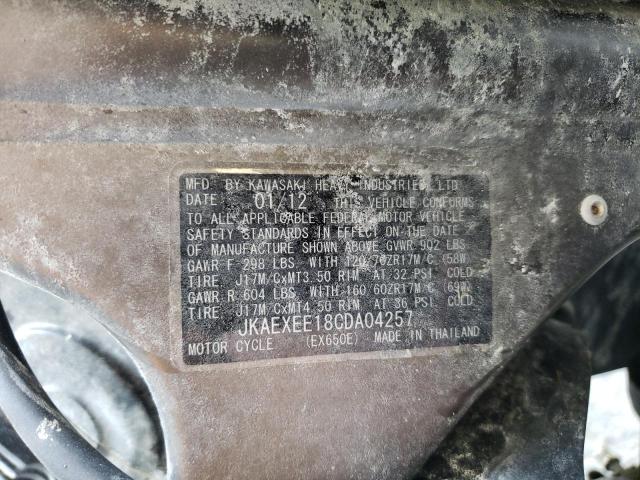 MFD BY KAWASAKI HEAVY INDUSTRIES, LTD
DATE 01/12 THIS VEHICLE CONFORMS
TO ALL APPLICABLE FEDERAL MOTOR VEHICLE
SAFETY STANDARDS IN EFFECT ON THE DATE
OF MANUFACTURE SHOWN ABOVE GVWR 902 LBS
GAWR F 298 LBS WITH 120/70ZR17M/C (58W)
TIRE J17M/CxMT3.50 RIM AT 32 PSI COLD
GAWR R 604 LBS WITH 160/60ZR17M/C (69W)
TIRE J17M/CxMT4.50 RIM AT 36 PSI COLD
JKAEXEE18CDA04257
MOTOR CYCLE (EX650E) MADE IN THAILAND